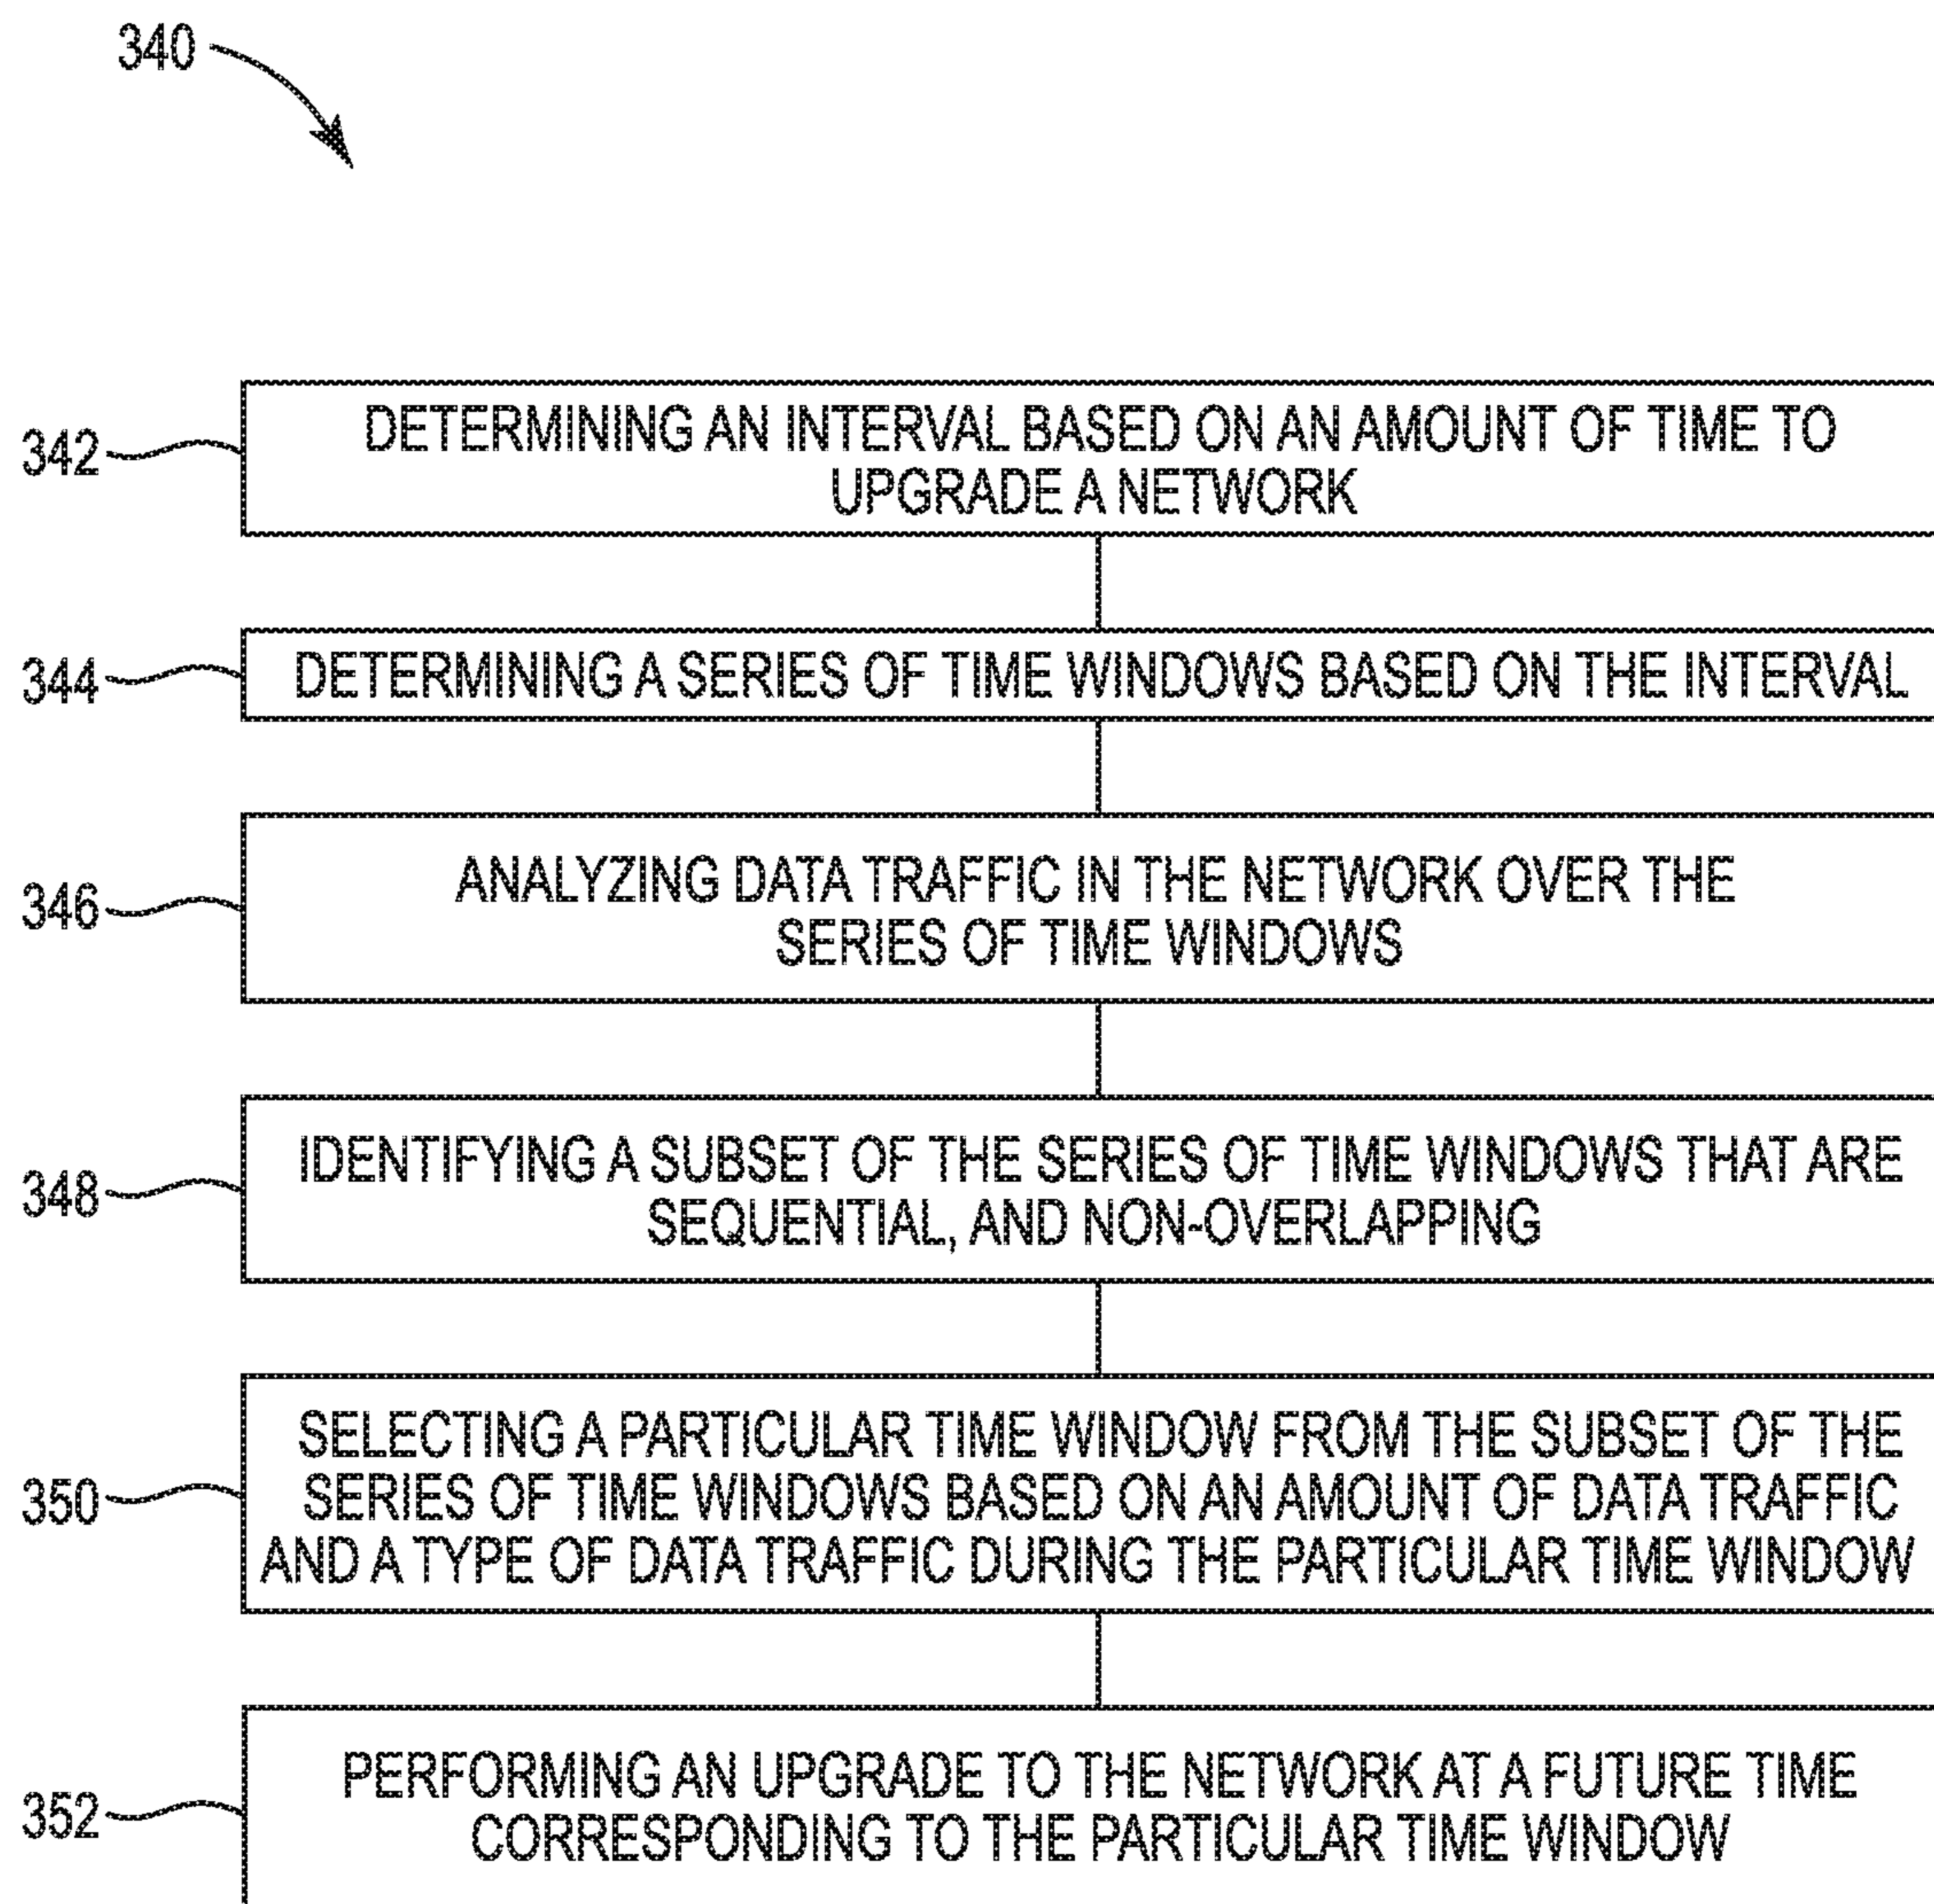 340
342
DETERMINING AN INTERVAL BASED ON AN AMOUNT OF TIME TO
UPGRADE A NETWORK
344
DETERMINING A SERIES OF TIME WINDOWS BASED ON THE INTERVAL
346
ANALYZING DATA TRAFFIC IN THE NETWORK OVER THE
SERIES OF TIME WINDOWS
348
IDENTIFYING A SUBSET OF THE SERIES OF TIME WINDOWS THAT ARE
SEQUENTIAL, AND NON-OVERLAPPING
350
SELECTING A PARTICULAR TIME WINDOW FROM THE SUBSET OF THE
SERIES OF TIME WINDOWS BASED ON AN AMOUNT OF DATA TRAFFIC
AND A TYPE OF DATA TRAFFIC DURING THE PARTICULAR TIME WINDOW
352
PERFORMING AN UPGRADE TO THE NETWORK AT A FUTURE TIME
CORRESPONDING TO THE PARTICULAR TIME WINDOW